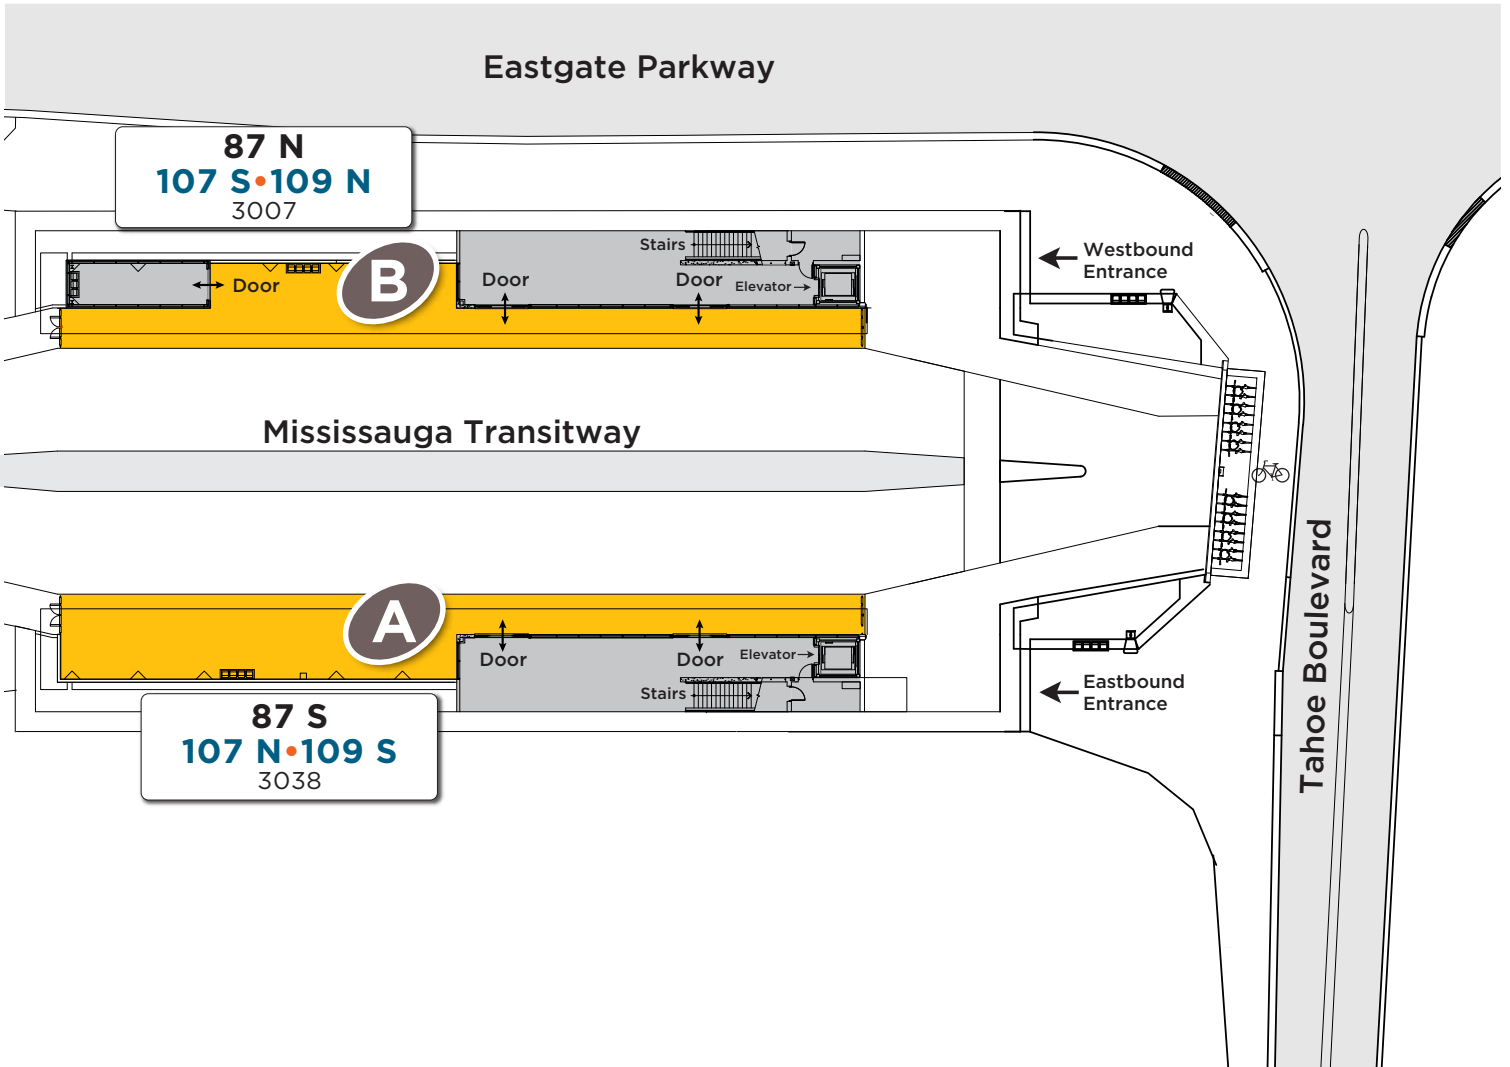 Eastgate Parkway
87 N
107 S•109 N
3007
Stairs
Westbound
Entrance
B
Door
Door
Door
Elevator
Mississauga Transitway
A
Door
Door
Elevator
Stairs
Eastbound
Entrance
87 S
107 N•109 S
3038
Tahoe Boulevard